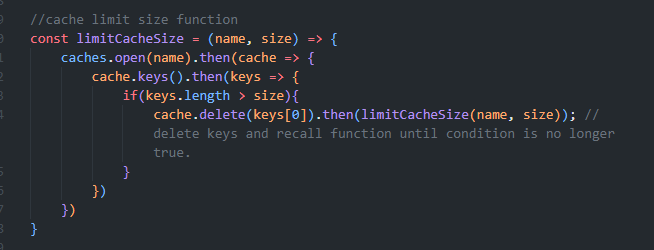 //cache limit size function
const limitCacheSize = (name, size) => {
    caches.open(name).then(cache => {
        cache.keys().then(keys => {
            if(keys.length > size){
                cache.delete(keys[0]).then(limitCacheSize(name, size)); //
                delete keys and recall function until condition is no longer
                true.
            }
        })
    })
}